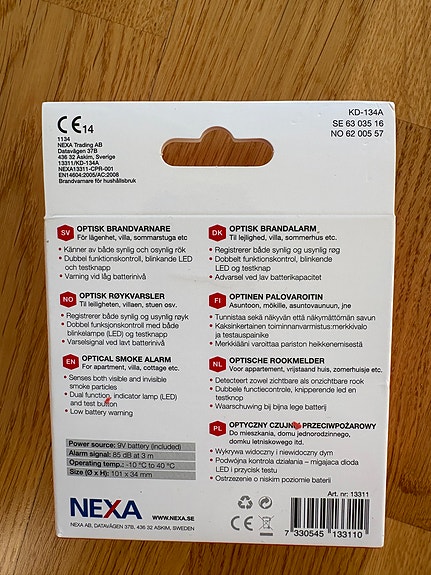 CE 14
1134
NEXA Trading AB
Datavägen 37B
436 32 Askim, Sverige
13311/KD-134A
NEXA13311-CPR-001
EN14604:2005/AC:2008
Brandvarnare för hushållsbruk
KD-134A
SE 63 035 16
NO 62 005 57
SV OPTISK BRANDVARNARE
För lägenhet, villa, sommarstuga etc
• Känner av både synlig och osynlig rök
• Dubbel funktionskontroll, blinkande LED
och testknapp
• Varning vid låg batterinivå
NO OPTISK RØYKVARSLER
Til leiligheten, villaen, stuen osv.
• Registrerer både synlig og usynlig røyk
• Dobbel funksjonskontroll med både
blinkelampe (LED) og testknapp
• Varselsignal ved lavt batterinivå
EN OPTICAL SMOKE ALARM
For apartment, villa, cottage etc.
• Senses both visible and invisible
smoke particles
• Dual function, indicator lamp (LED)
and test button
• Low battery warning
Power source: 9V battery (included)
Alarm signal: 85 dB at 3 m
Operating temp.: -10 °C to 40 °C
Size (Ø x H): 101 x 34 mm
DK OPTISK BRANDALARM
Til lejlighed, villa, sommerhus etc.
• Registrerer både synlig og usynlig røg
• Dobbelt funktionskontrol, blinkende
LED og testknap
• Advarsel ved lav batterikapacitet
FI OPTINEN PALOVAROITIN
Asuntoon, mökille, asuntovaunuun, jne
• Tunnistaa sekä näkyvän että näkymättömän savun
• Kaksinkertainen toiminnanvarmistus:merkkivalo
ja testauspainike
• Merkkiääni varoittaa pariston heikkenemisestä
NL OPTISCHE ROOKMELDER
Voor appartement, vrijstaand huis, zomerhuisje etc.
• Detecteert zowel zichtbare als onzichtbare rook
• Dubbele functiecontrole, knipperende led
en testknop
• Waarschuwing bij bijna lege batterij
PL OPTYCZNY CZUJNIK PRZECIWPOŻAROWY
Do mieszkania, domu jednorodzinnego,
domku letniskowego itd.
• Wykrywa widoczny i niewidoczny dym
• Podwójna kontrola działania – migająca dioda
LED i przycisk testu
• Ostrzeżenie o niskim poziomie baterii
NEXA
WWW.NEXA.SE
NEXA AB, DATAVÄGEN 37B, 436 32 ASKIM, SWEDEN
CE
Art. nr: 13311
7 330545 133110